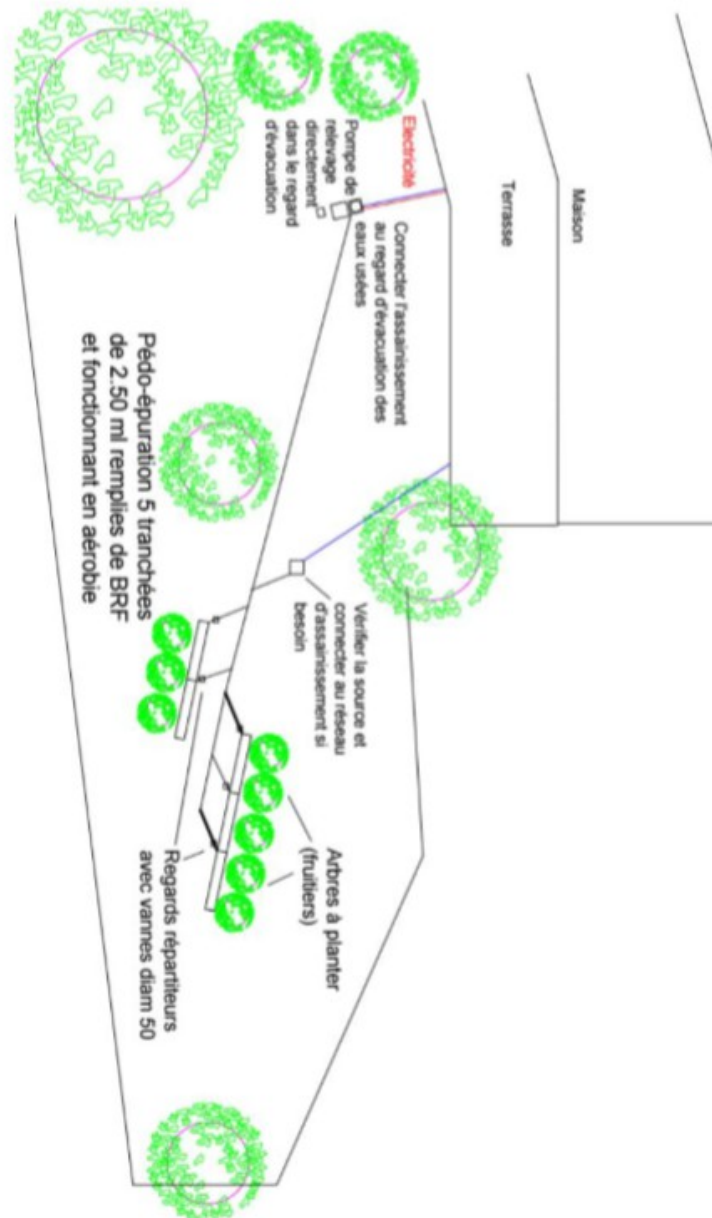 Maison
Terrasse
Electricité
Pompe de
relevage
directement
dans le regard
d'évacuation
Connecter l'assainissement
au regard d'évacuation des
eaux usées
Vérifier la source et
connecter au réseau
d'assainissement si
besoin
Pédo-épuration 5 tranchées
de 2.50 ml remplies de BRF
et fonctionnant en aérobie
Arbres à planter
(fruitiers)
Regards répartiteurs
avec vannes diam 50